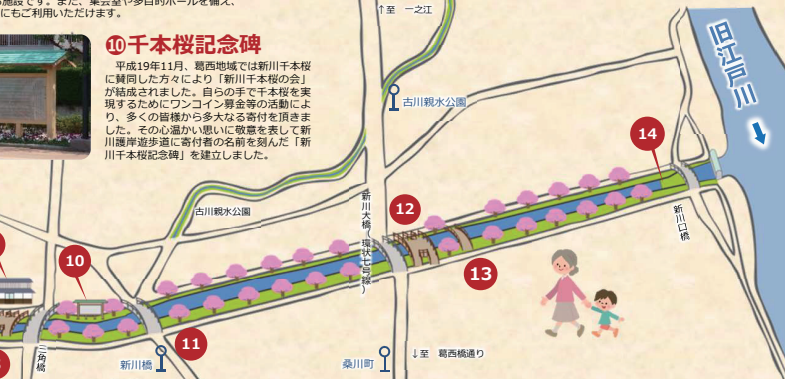 施設です。また、集会室や多目的ホールを備え、
にもご利用いただけます。
⑩千本桜記念碑
平成19年11月、葛西地域では新川千本桜
に賛同した方々により「新川千本桜の会」
が結成されました。自らの手で千本桜を実
現するためにワンコイン募金等の活動によ
り、多くの皆様から多大なる寄付を頂きま
した。その心温かい思いに敬意を表して新
川護岸遊歩道に寄付者の名前を刻んだ「新
川千本桜記念碑」を建立しました。
↑至 一之江
旧江戸川
古川親水公園
14
古川親水公園
新川大橋(環状七号線)
12
新川口橋
10
13
11
三角橋
新川橋
桑川町
↓至 葛西橋通り